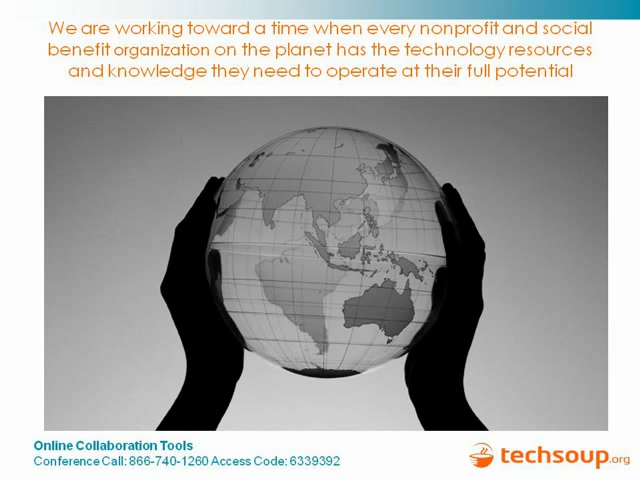 We are working toward a time when every nonprofit and social
benefit organization on the planet has the technology resources
and knowledge they need to operate at their full potential
Online Collaboration Tools
Conference Call: 866-740-1260 Access Code: 6339392
techsoup.org